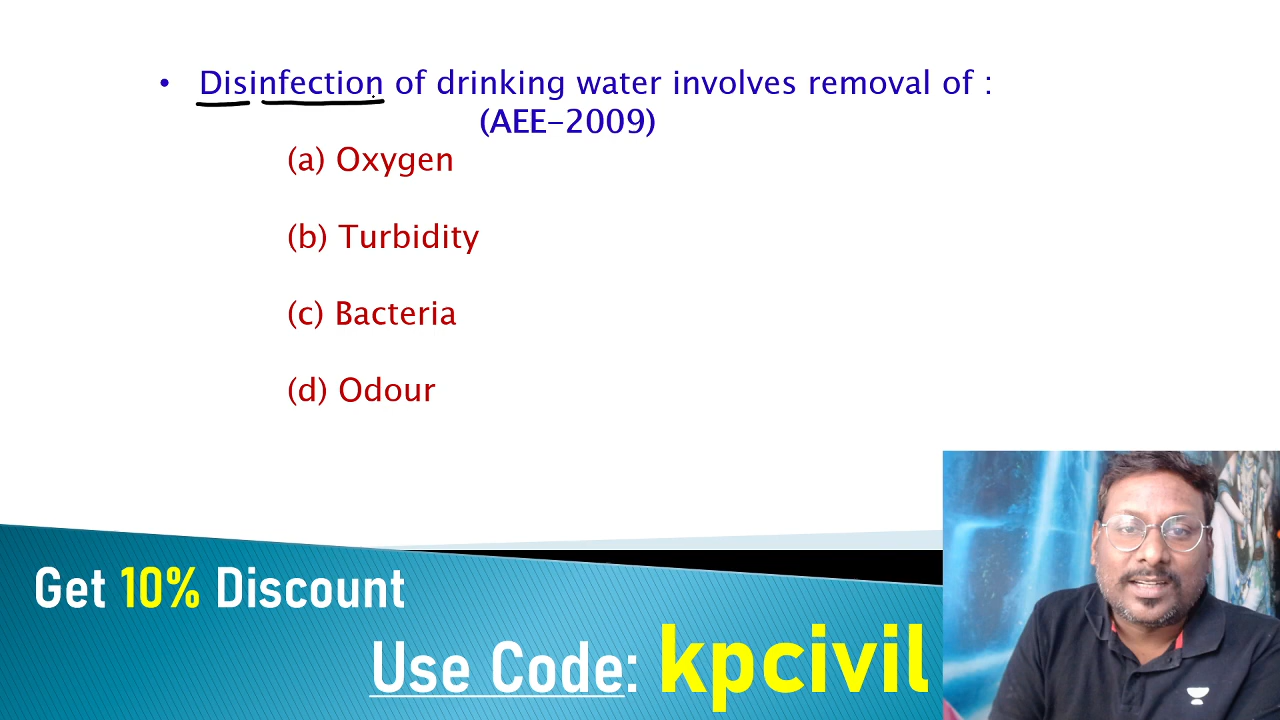 • Disinfection of drinking water involves removal of :
(AEE-2009)
(a) Oxygen
(b) Turbidity
(c) Bacteria
(d) Odour
Get 10% Discount
Use Code: kpcivil